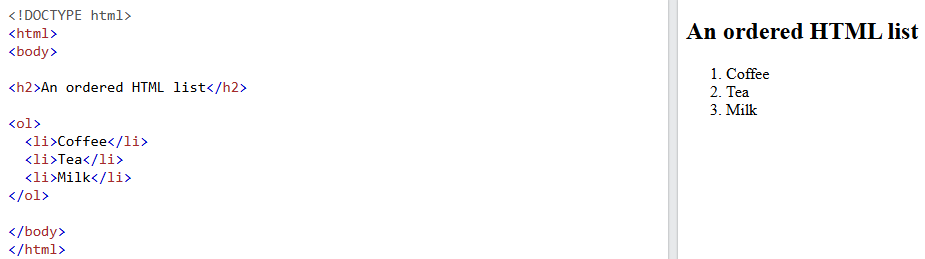 <!DOCTYPE html>
<html>
<body>
<h2>An ordered HTML list</h2>
<ol>
  <li>Coffee</li>
  <li>Tea</li>
  <li>Milk</li>
</ol>
</body>
</html>
An ordered HTML list
1. Coffee
2. Tea
3. Milk